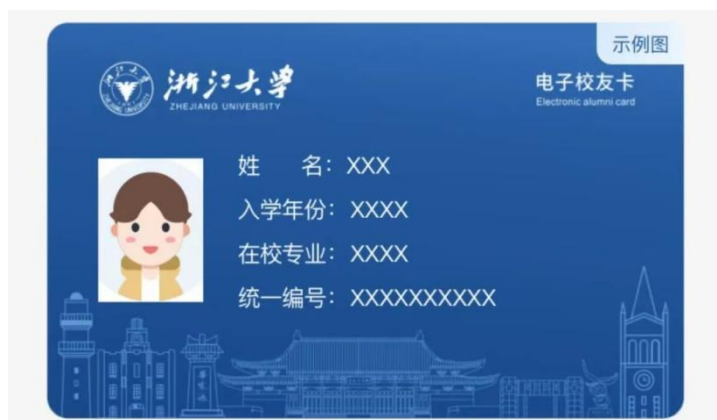 示例图
浙江大学
ZHEJIANG UNIVERSITY
电子校友卡
Electronic alumni card
姓 名：XXX
入学年份：XXXX
在校专业：XXXX
统一编号：XXXXXXXXXX